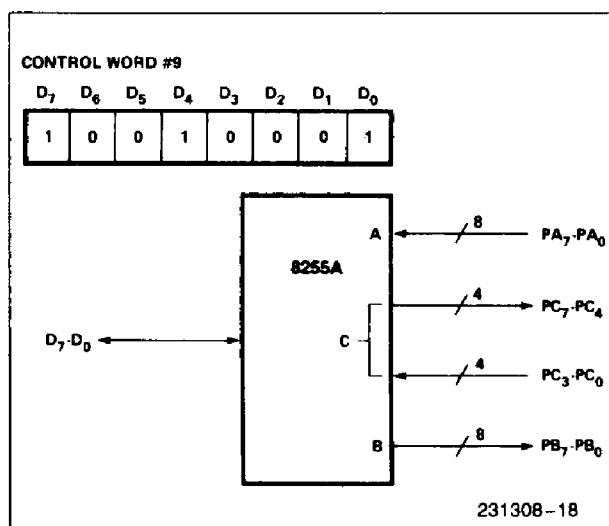 CONTROL WORD #9
D7 D6 D5 D4 D3 D2 D1 D0
1 0 0 1 0 0 0 1
A 8 PA7-PA0
8255A
4 PC7-PC4
D7-D0 C
4 PC3-PC0
B 8 PB7-PB0
231308-18